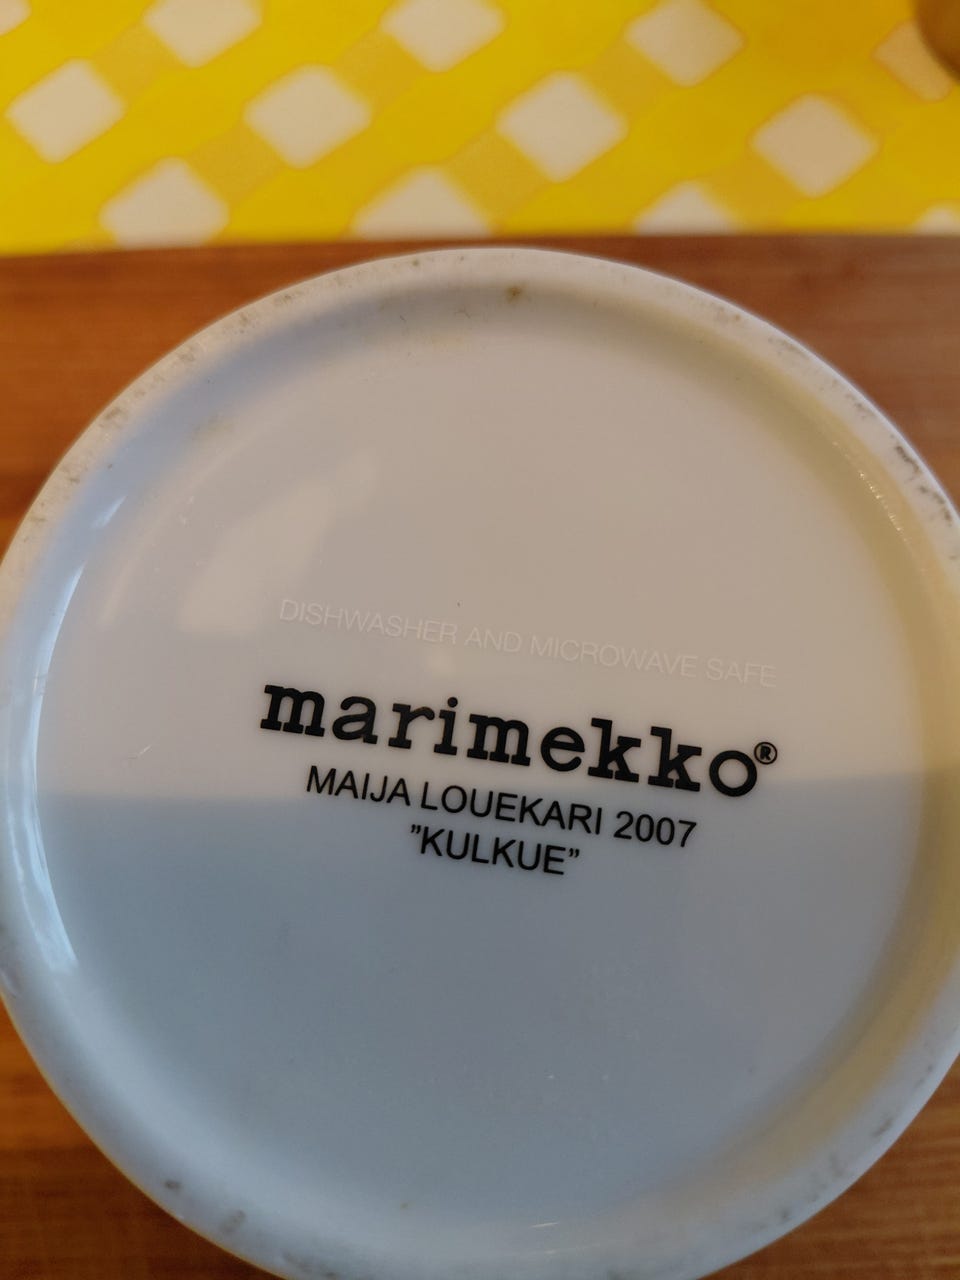 DISHWASHER AND MICROWAVE SAFE
marimekko®
MAIJA LOUEKARI 2007
”KULKUE”